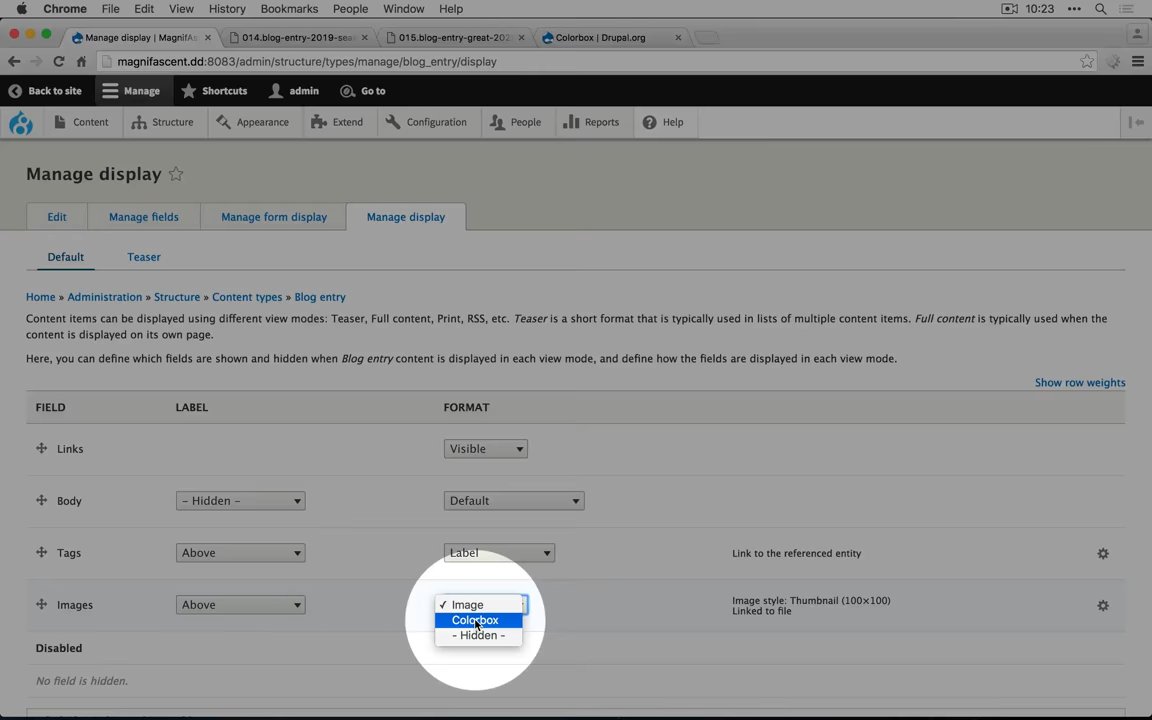 Chrome File Edit View History Bookmarks People Window Help 10:23
Manage display | MagnifAs 014.blog-entry-2019-sea 015.blog-entry-great-202 Colorbox | Drupal.org
magnifascent.dd:8083/admin/structure/types/manage/blog_entry/display
Back to site Manage Shortcuts admin Go to
Content Structure Appearance Extend Configuration People Reports Help
Manage display
Edit Manage fields Manage form display Manage display
Default Teaser
Home » Administration » Structure » Content types » Blog entry
Content items can be displayed using different view modes: Teaser, Full content, Print, RSS, etc. Teaser is a short format that is typically used in lists of multiple content items. Full content is typically used when the
content is displayed on its own page.
Here, you can define which fields are shown and hidden when Blog entry content is displayed in each view mode, and define how the fields are displayed in each view mode.
Show row weights
FIELD LABEL FORMAT
Links Visible
Body - Hidden - Default
Tags Above Label Link to the referenced entity
Images Above ✓ Image Image style: Thumbnail (100×100)
Linked to file
Colorbox
- Hidden -
Disabled
No field is hidden.